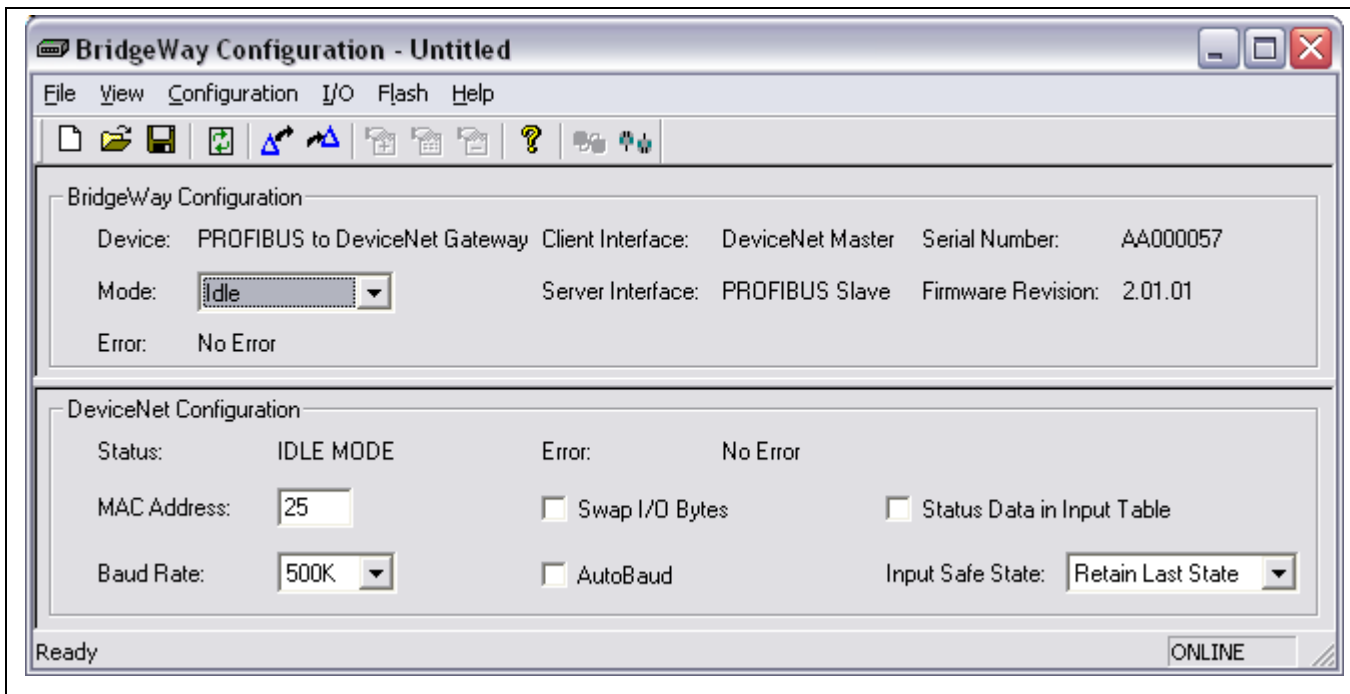 BridgeWay Configuration - Untitled
File View Configuration I/O Flash Help
BridgeWay Configuration
Device: PROFIBUS to DeviceNet Gateway Client Interface: DeviceNet Master Serial Number: AA000057
Mode: Idle Server Interface: PROFIBUS Slave Firmware Revision: 2.01.01
Error: No Error
DeviceNet Configuration
Status: IDLE MODE Error: No Error
MAC Address: 25 Swap I/O Bytes Status Data in Input Table
Baud Rate: 500K AutoBaud Input Safe State: Retain Last State
Ready ONLINE